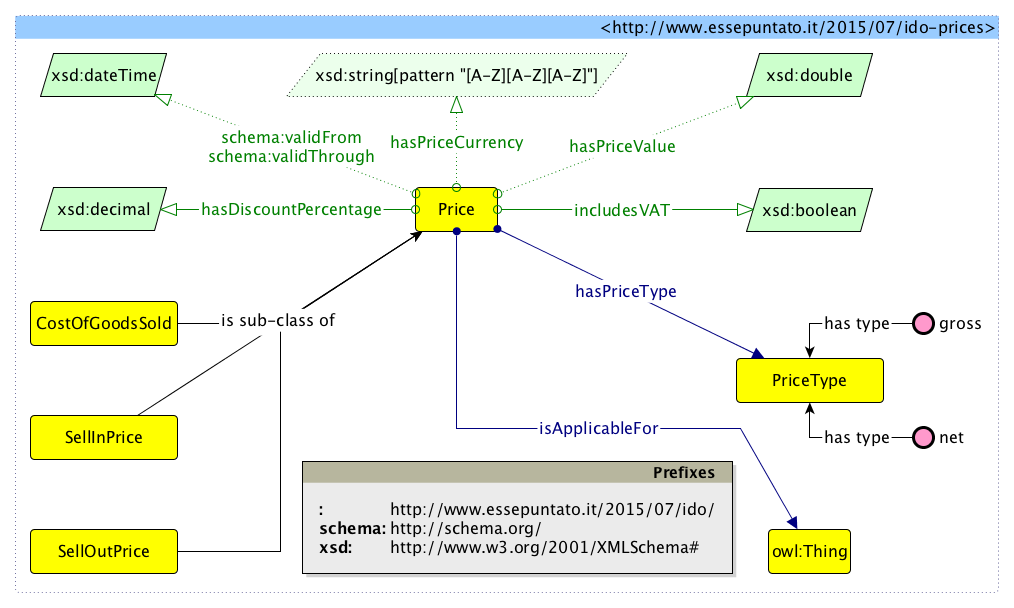 <http://www.essepuntato.it/2015/07/ido-prices>
xsd:dateTime
xsd:string[pattern "[A-Z][A-Z][A-Z]"]
xsd:double
schema:validFrom
schema:validThrough
hasPriceCurrency
hasPriceValue
xsd:decimal
hasDiscountPercentage
Price
includesVAT
xsd:boolean
hasPriceType
CostOfGoodsSold
is sub-class of
has type
gross
PriceType
SellInPrice
isApplicableFor
has type
net
Prefixes
: http://www.essepuntato.it/2015/07/ido/
schema: http://schema.org/
xsd: http://www.w3.org/2001/XMLSchema#
SellOutPrice
owl:Thing